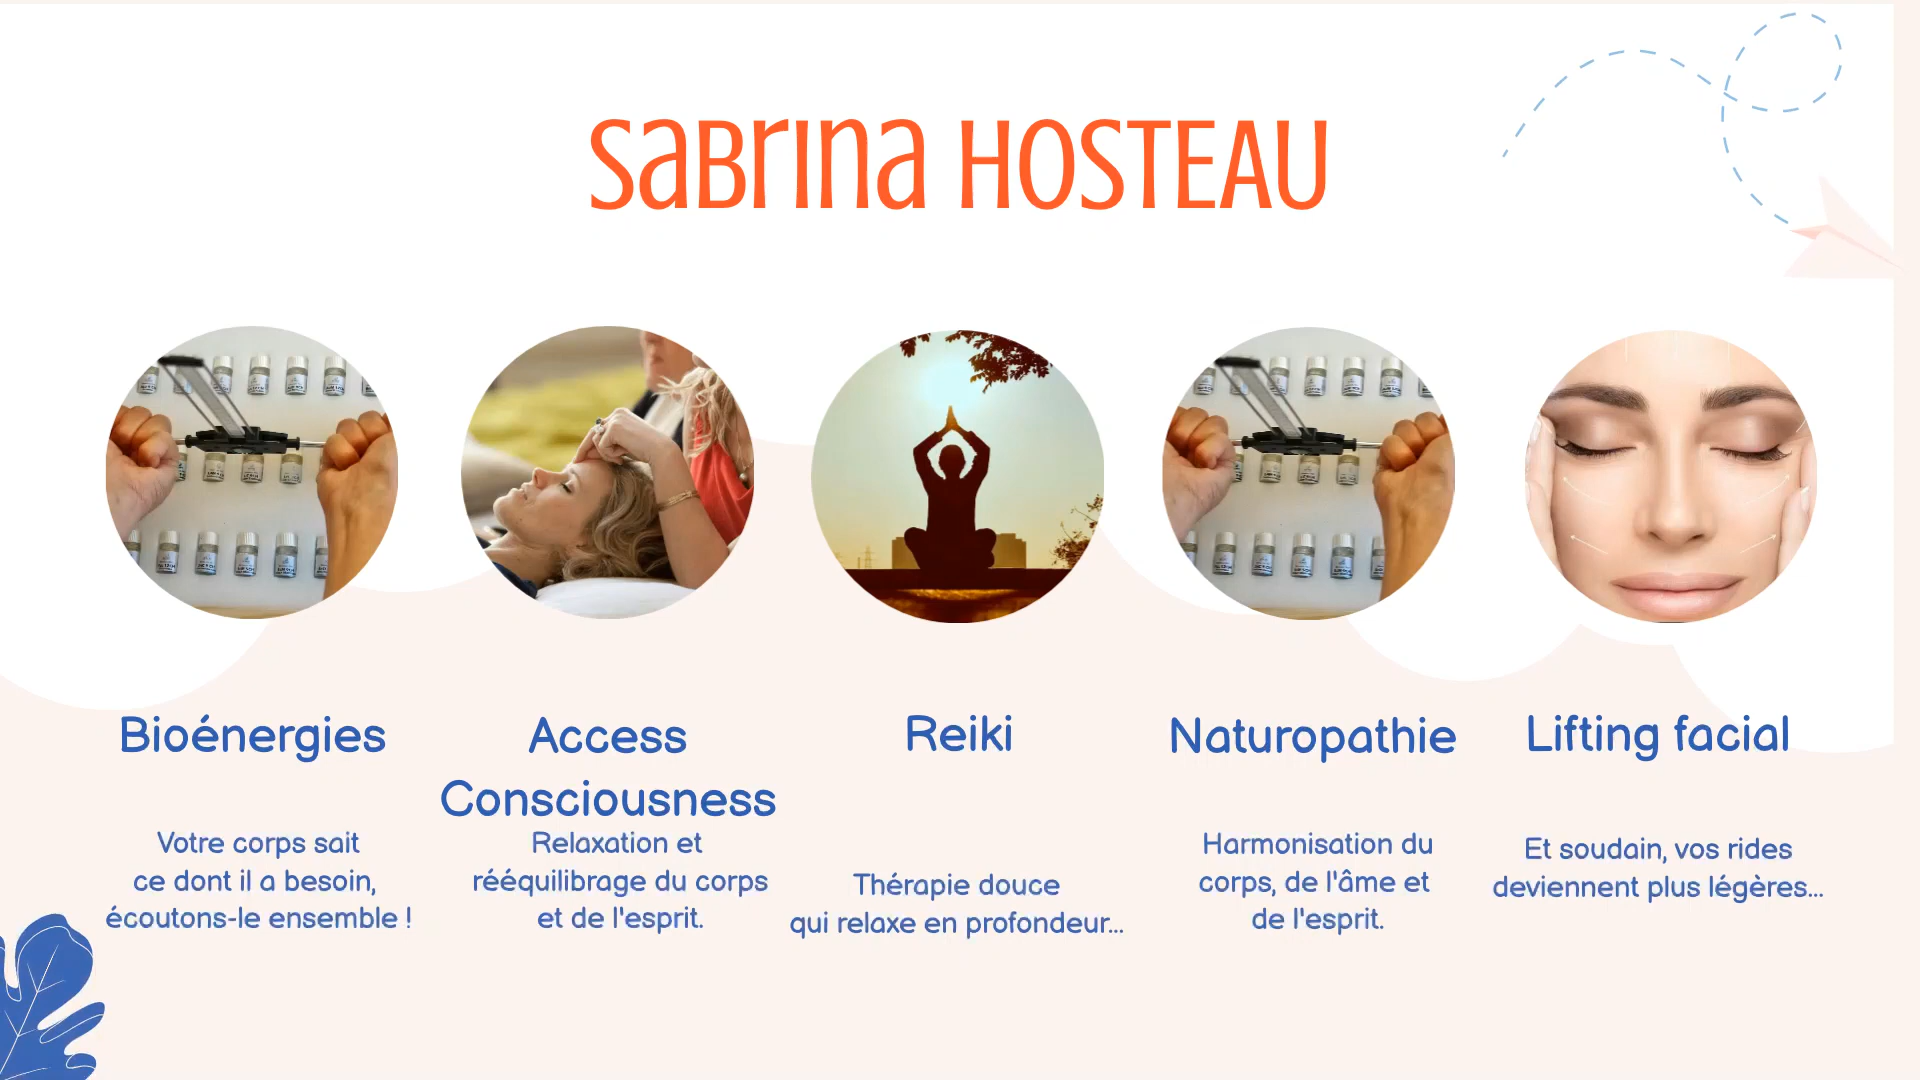 Sabrina HOSTEAU
Bioénergies
Votre corps sait
ce dont il a besoin,
écoutons-le ensemble !
Access
Consciousness
Relaxation et
rééquilibrage du corps
et de l'esprit.
Reiki
Thérapie douce
qui relaxe en profondeur...
Naturopathie
Harmonisation du
corps, de l'âme et
de l'esprit.
Lifting facial
Et soudain, vos rides
deviennent plus légères...